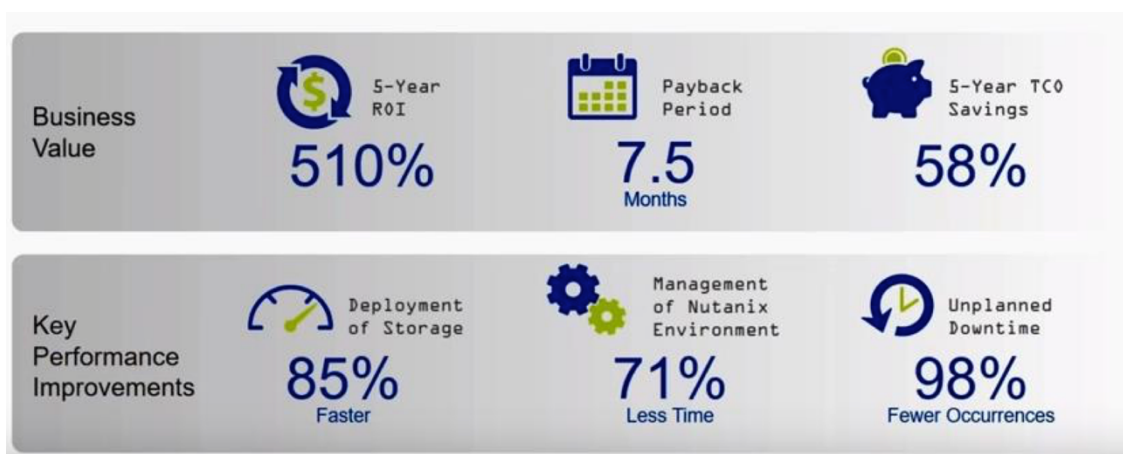 Business
Value
5-Year
ROI
510%
Payback
Period
7.5
Months
5-Year TCO
Savings
58%
Key
Performance
Improvements
Deployment
of Storage
85%
Faster
Management
of Nutanix
Environment
71%
Less Time
Unplanned
Downtime
98%
Fewer Occurrences